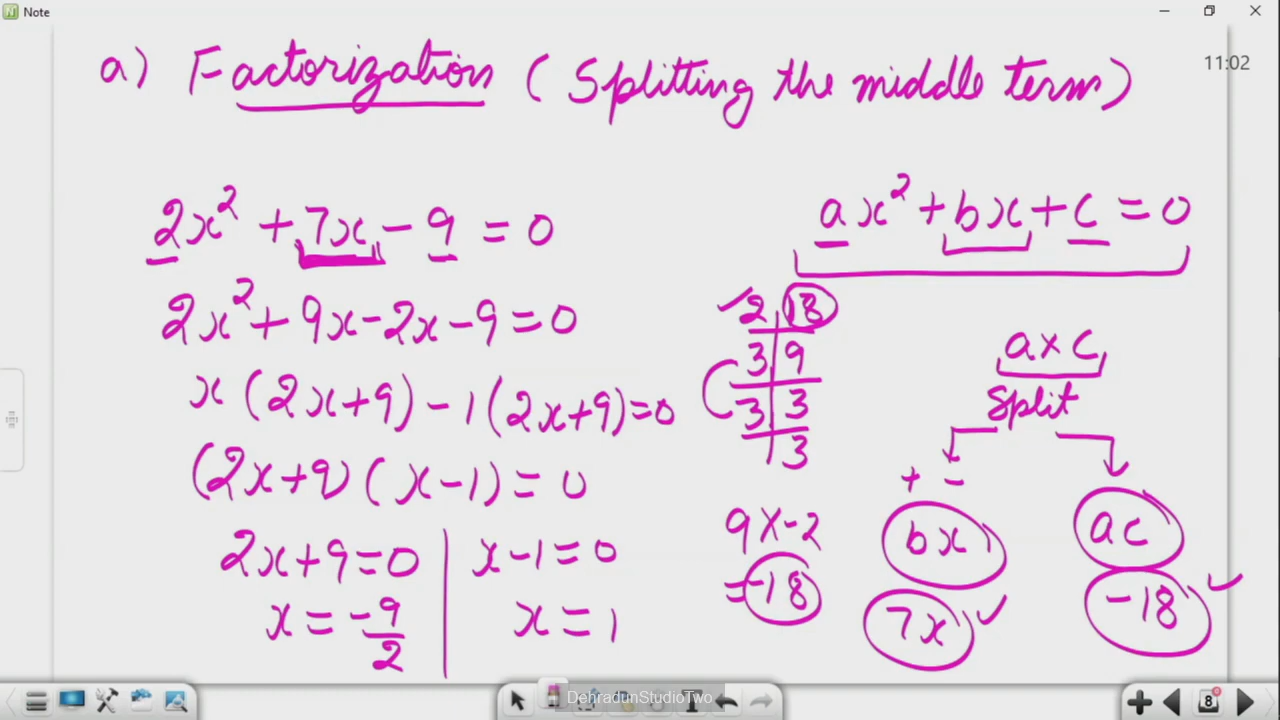 Note
11:02
a) Factorization (Splitting the middle term)
2x² + 7x - 9 = 0
2x² + 9x - 2x - 9 = 0
x (2x+9) - 1 (2x+9) = 0
(2x+9) (x-1) = 0
2x+9 = 0
x = -9/2
x-1 = 0
x = 1
2 18
3 9
3 3
3
9 x -2
= -18
ax² + bx + c = 0
a x c
Split
+ -
bx
ac
7x
-18
DehradunStudioTwo
8